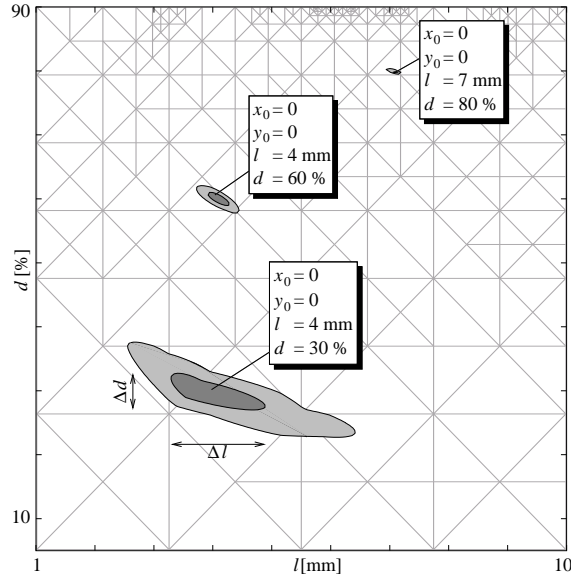 90
x0 = 0
y0 = 0
l = 7 mm
d = 80 %
x0 = 0
y0 = 0
l = 4 mm
d = 60 %
d [%]
x0 = 0
y0 = 0
l = 4 mm
d = 30 %
Δd
Δl
10
1
l [mm]
10